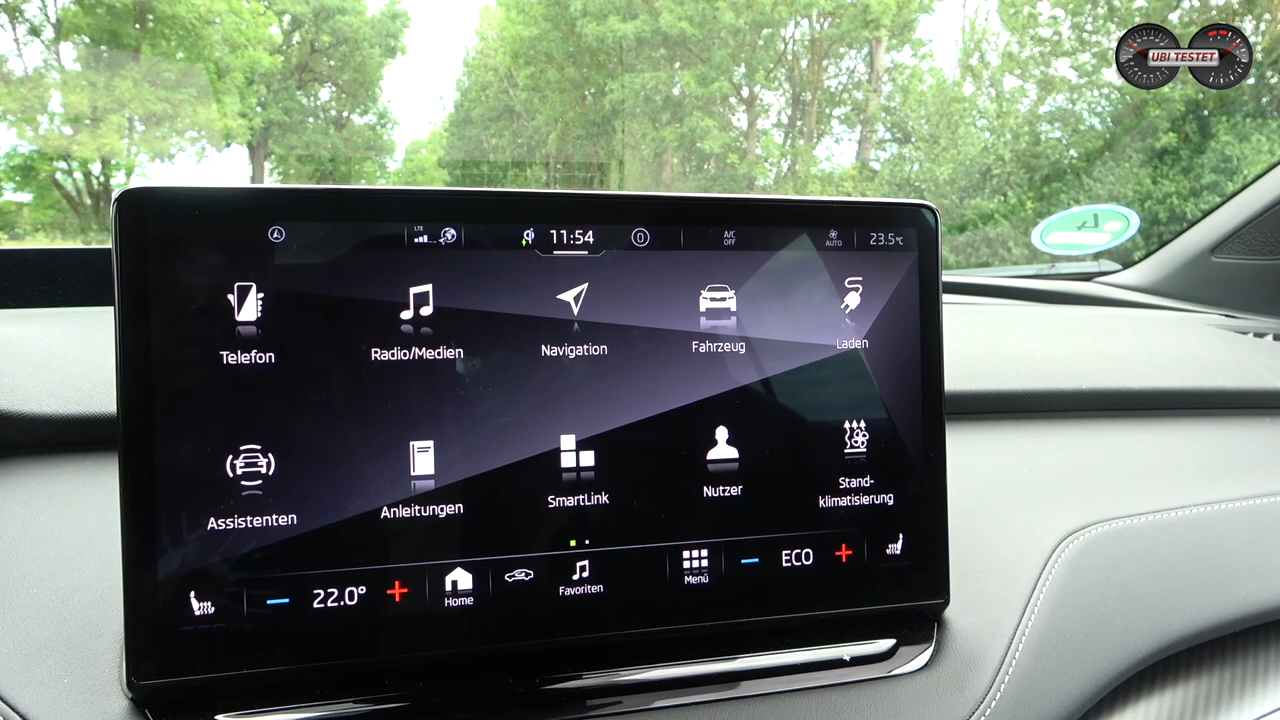 UBI TESTET
LTE
11:54
A/C
OFF
AUTO
23.5°C
Telefon
Radio/Medien
Navigation
Fahrzeug
Laden
Assistenten
Anleitungen
SmartLink
Nutzer
Stand-
klimatisierung
22.0°
Home
Favoriten
Menü
ECO